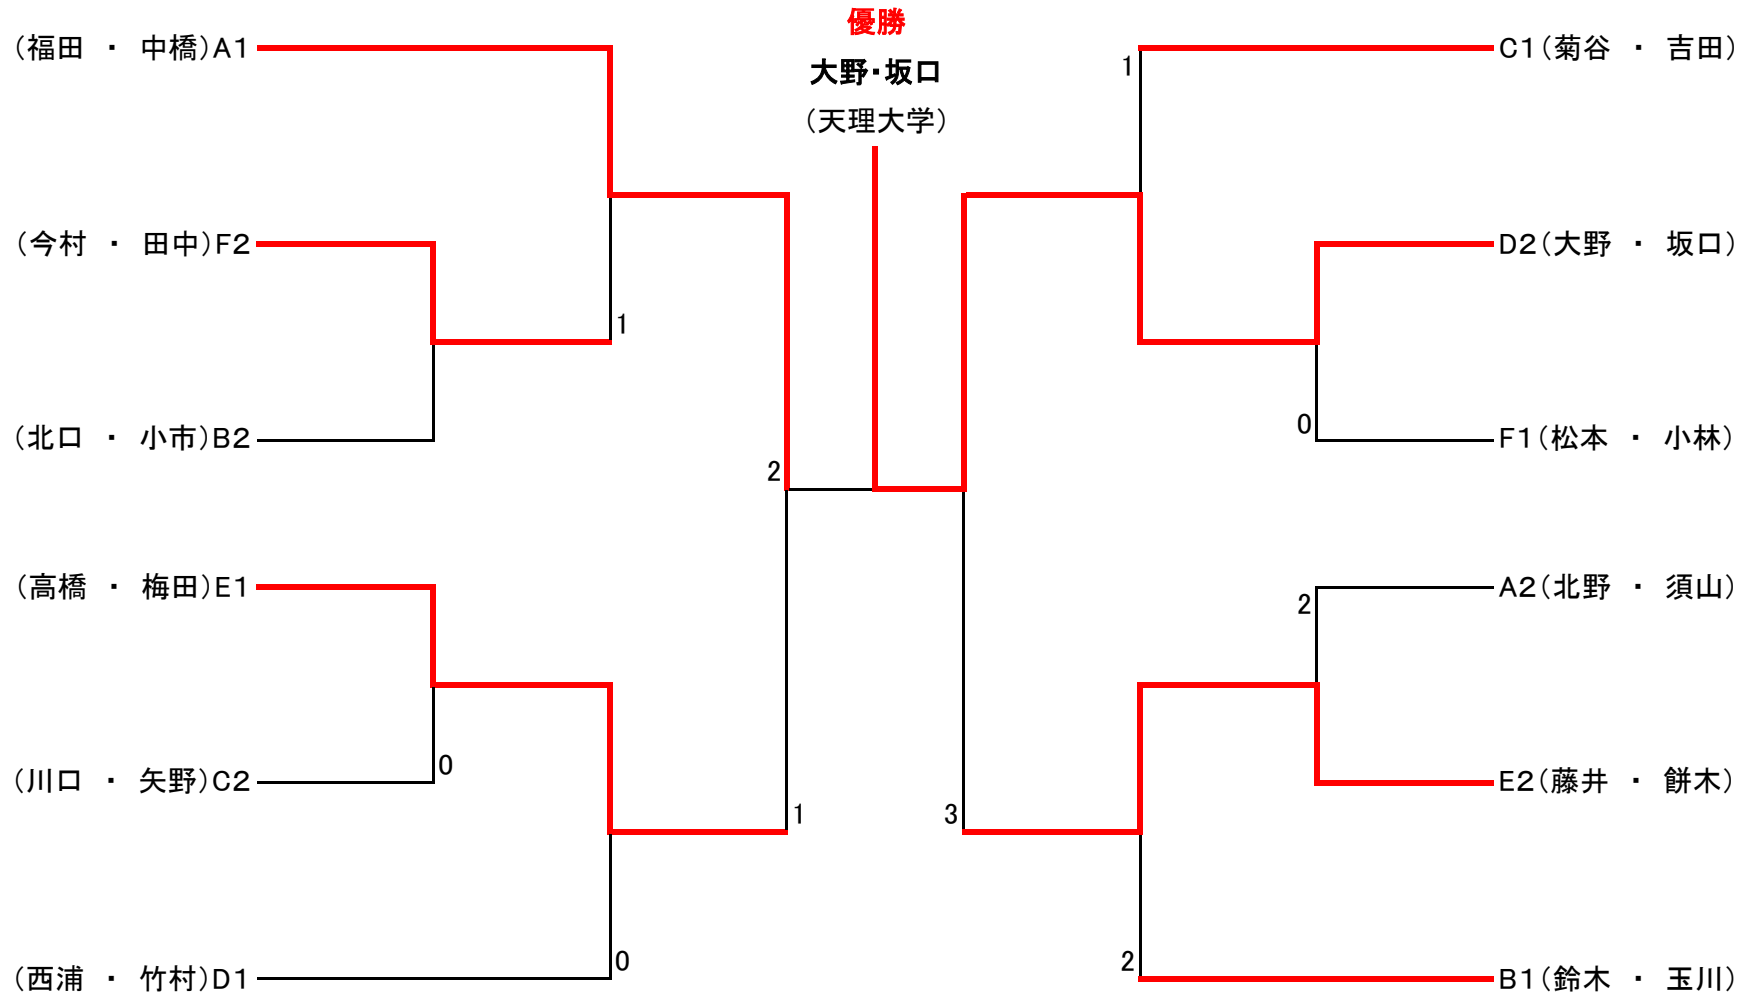 優勝
大野・坂口
（天理大学）
（福田　・　中橋）A1
（今村　・　田中）F2
1
（北口　・　小市）B2
2
（高橋　・　梅田）E1
（川口　・　矢野）C2
0
1
（西浦　・　竹村）D1
0
C1（菊谷　・　吉田）
1
D2（大野　・　坂口）
0
F1（松本　・　小林）
A2（北野　・　須山）
2
E2（藤井　・　餅木）
3
2
B1（鈴木　・　玉川）